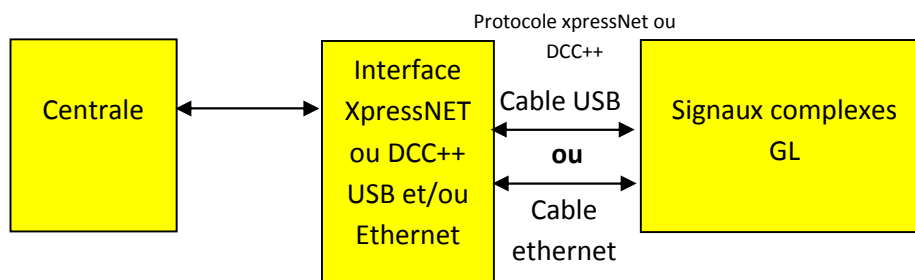 Protocole xpressNet ou
DCC++
Centrale
Interface
XpressNET
ou DCC++
USB et/ou
Ethernet
Cable USB
ou
Cable
ethernet
Signaux complexes
GL